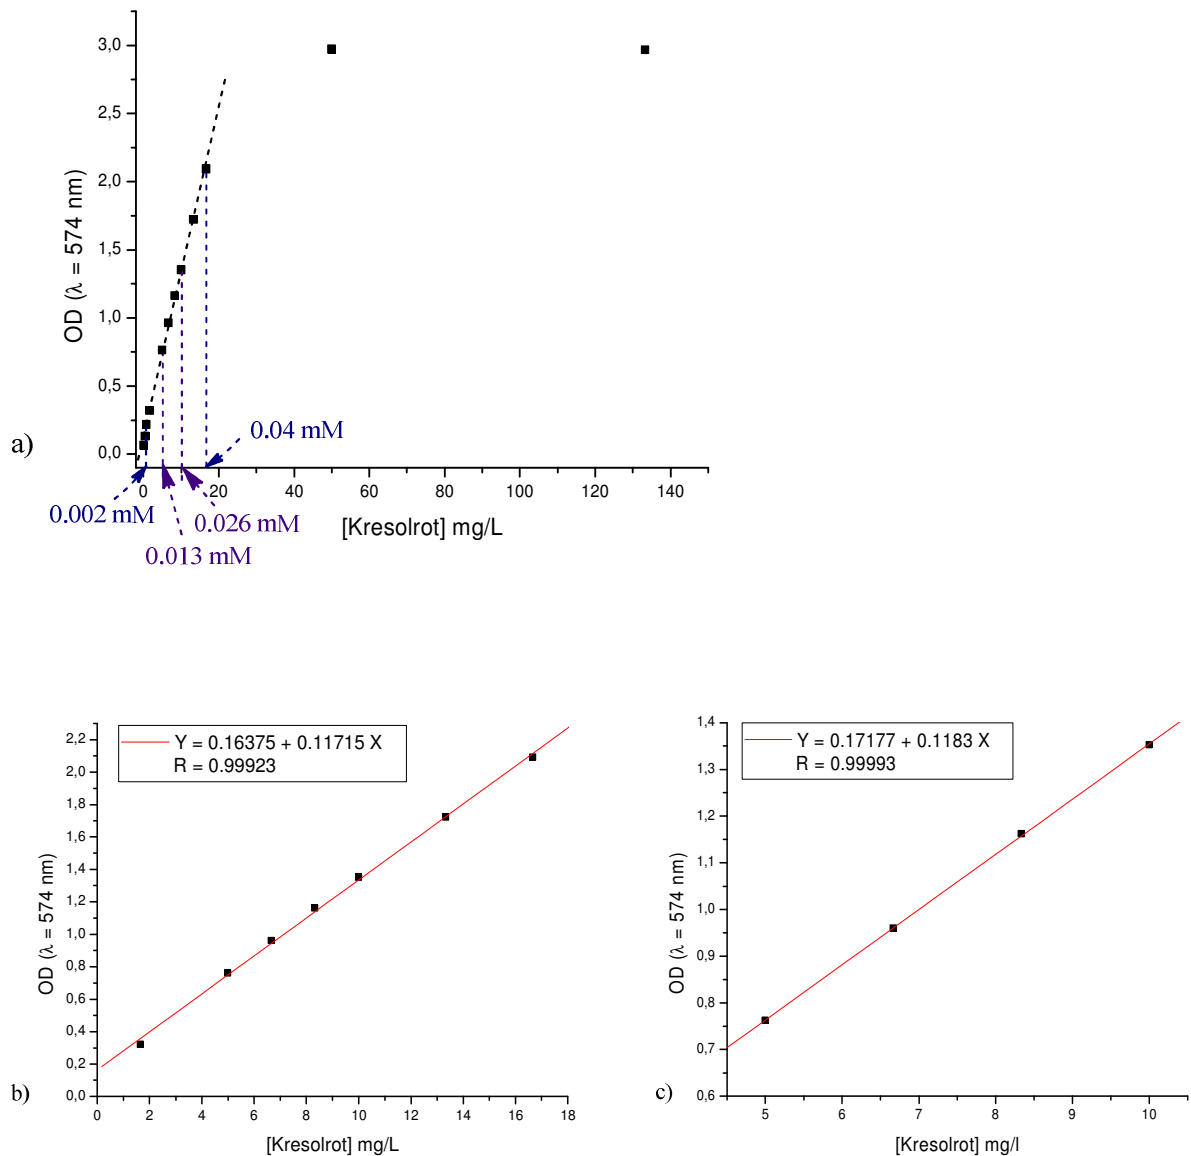 3,0
2,5
2,0
1,5
1,0
0,5
0,0
OD (λ = 574 nm)
a)
0.04 mM
0 20 40 60 80 100 120 140
0.002 mM
0.026 mM
0.013 mM
[Kresolrot] mg/L
Y = 0.16375 + 0.11715 X
R = 0.99923
2,2
2,0
1,8
1,6
1,4
1,2
1,0
0,8
0,6
0,4
0,2
0,0
OD (λ = 574 nm)
b)
0 2 4 6 8 10 12 14 16 18
[Kresolrot] mg/L
Y = 0.17177 + 0.1183 X
R = 0.99993
1,4
1,3
1,2
1,1
1,0
0,9
0,8
0,7
0,6
OD (λ = 574 nm)
c)
5 6 7 8 9 10
[Kresolrot] mg/l